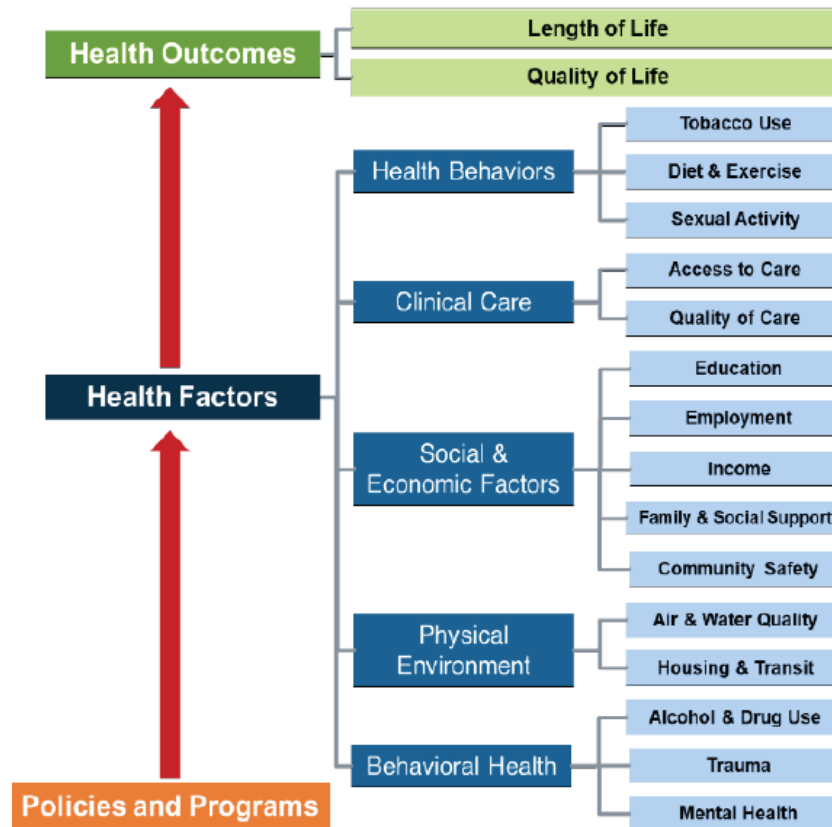 Health Outcomes
Length of Life
Quality of Life
Health Factors
Health Behaviors
Tobacco Use
Diet & Exercise
Sexual Activity
Clinical Care
Access to Care
Quality of Care
Social &
Economic Factors
Education
Employment
Income
Family & Social Support
Community Safety
Physical
Environment
Air & Water Quality
Housing & Transit
Behavioral Health
Alcohol & Drug Use
Trauma
Mental Health
Policies and Programs